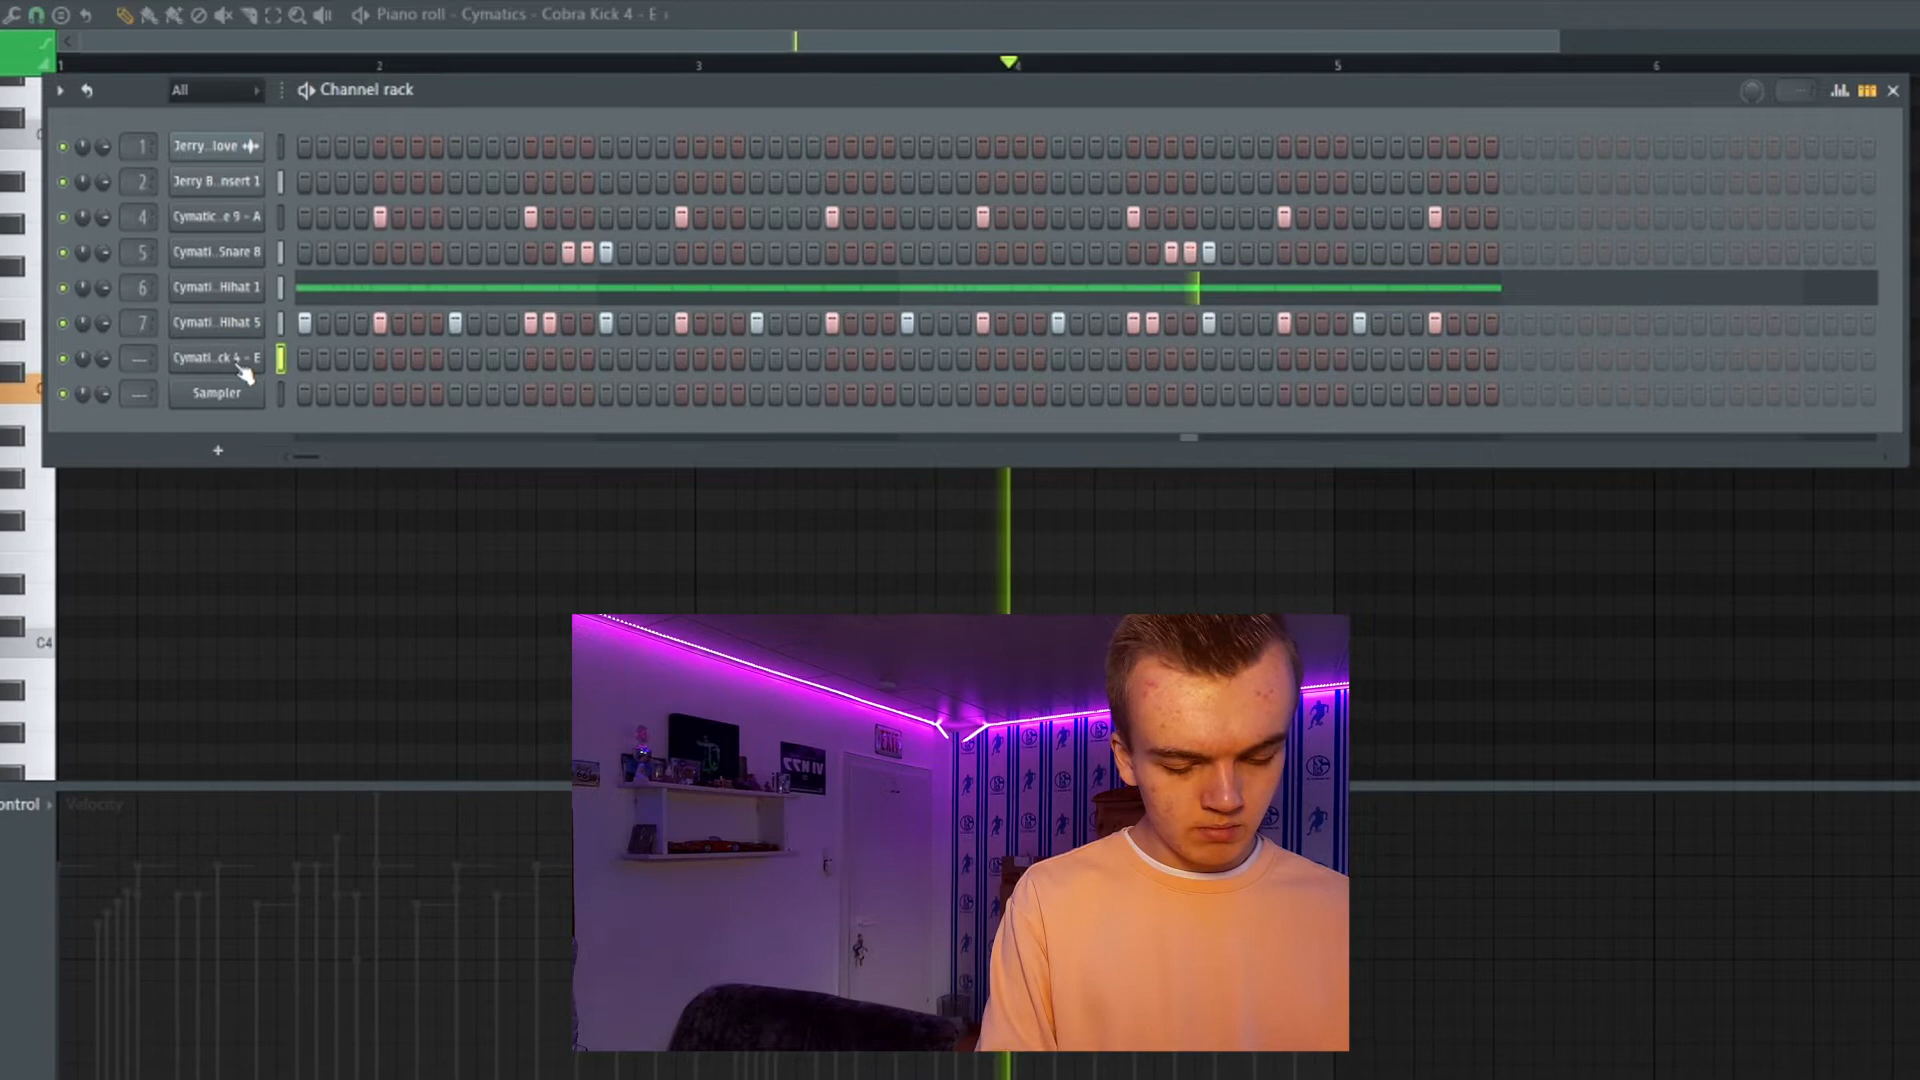 Piano roll - Cymatics - Cobra Kick 4 - E
1 2 3 4 5 6
All Channel rack
1 Jerry...love
2 Jerry B...nsert 1
4 Cymatic...e 9 - A
5 Cymati...Snare 8
6 Cymati...Hihat 1
7 Cymati...Hihat 5
--- Cymati...ck 4 - E
--- Sampler
+
C4
ontrol Velocity
EXIT